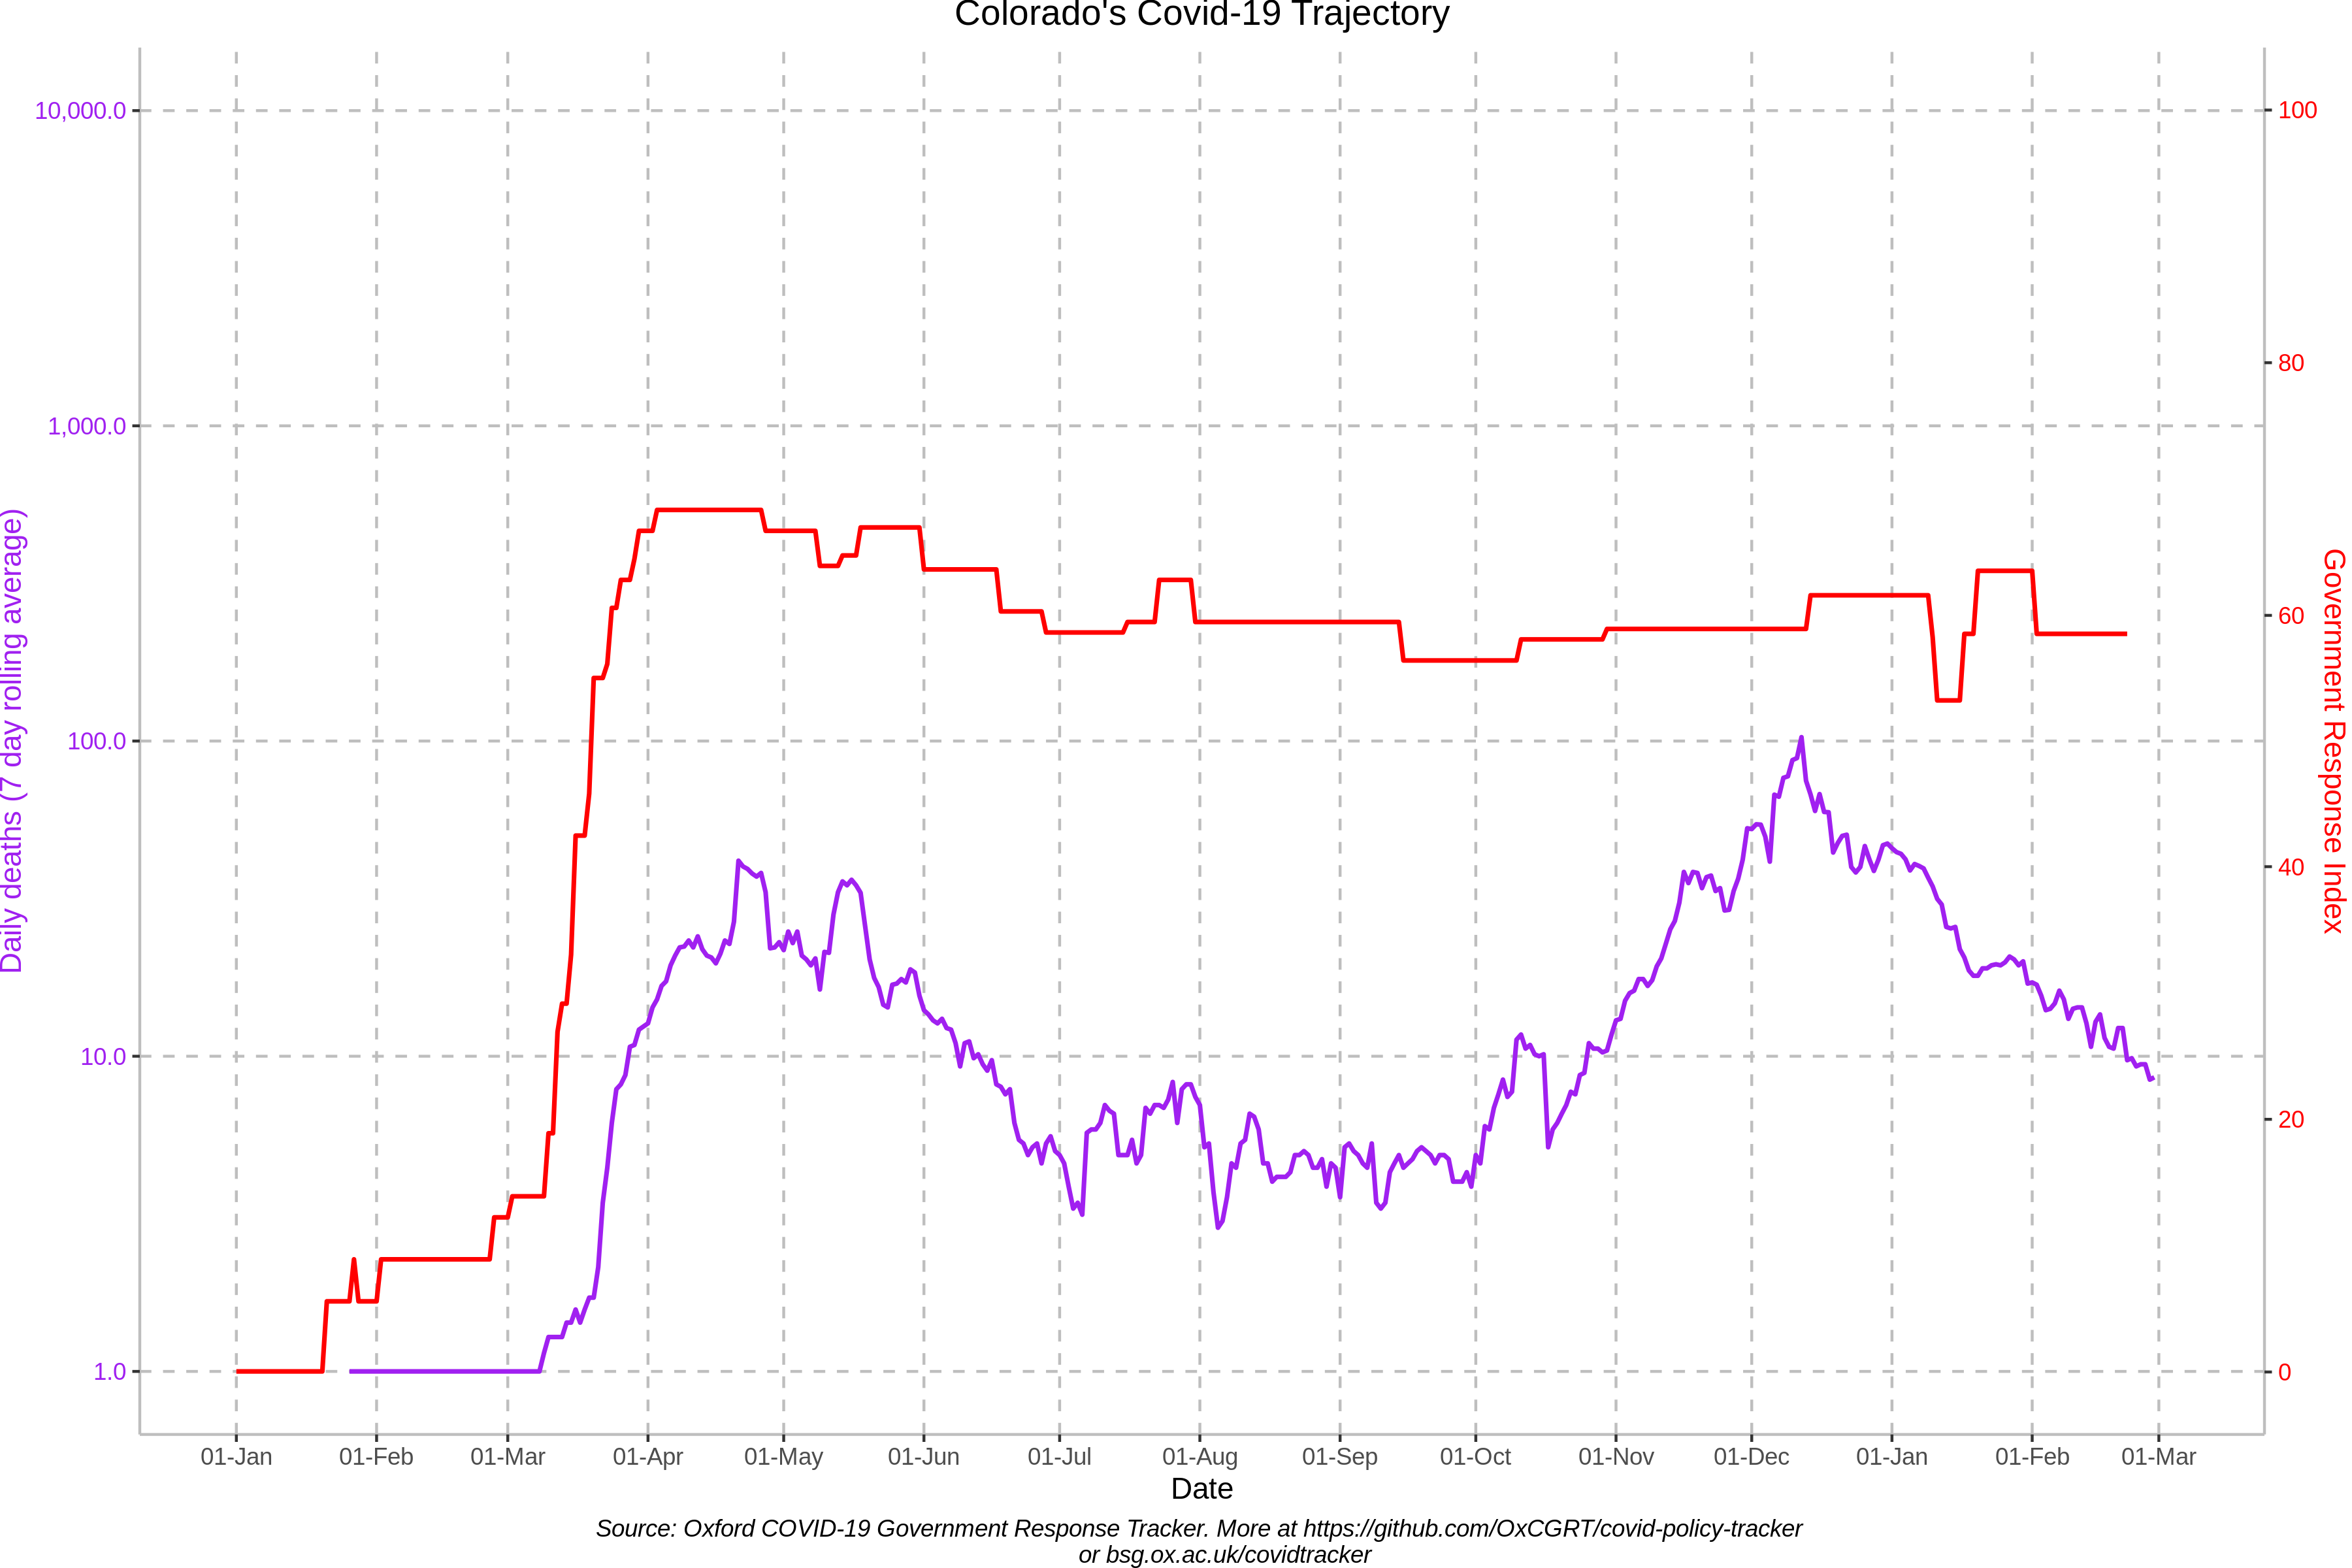 Colorado's Covid-19 Trajectory
10,000.0
1,000.0
100.0
10.0
1.0
Daily deaths (7 day rolling average)
100
80
60
40
20
0
Government Response Index
01-Jan 01-Feb 01-Mar 01-Apr 01-May 01-Jun 01-Jul 01-Aug 01-Sep 01-Oct 01-Nov 01-Dec 01-Jan 01-Feb 01-Mar
Date
Source: Oxford COVID-19 Government Response Tracker. More at https://github.com/OxCGRT/covid-policy-tracker
or bsg.ox.ac.uk/covidtracker